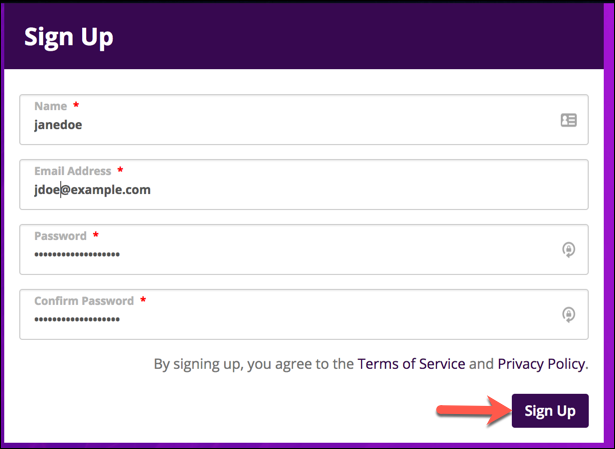 Sign Up
Name *
janedoe
Email Address *
jdoe@example.com
Password *
•••••••••••••••••••
Confirm Password *
•••••••••••••••••••
By signing up, you agree to the Terms of Service and Privacy Policy.
Sign Up